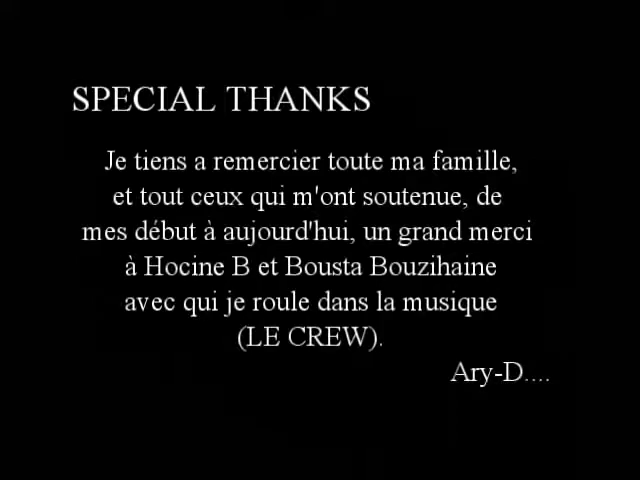 SPECIAL THANKS
Je tiens a remercier toute ma famille,
et tout ceux qui m'ont soutenue, de
mes début à aujourd'hui, un grand merci
à Hocine B et Bousta Bouzihaine
avec qui je roule dans la musique
(LE CREW).
Ary-D....